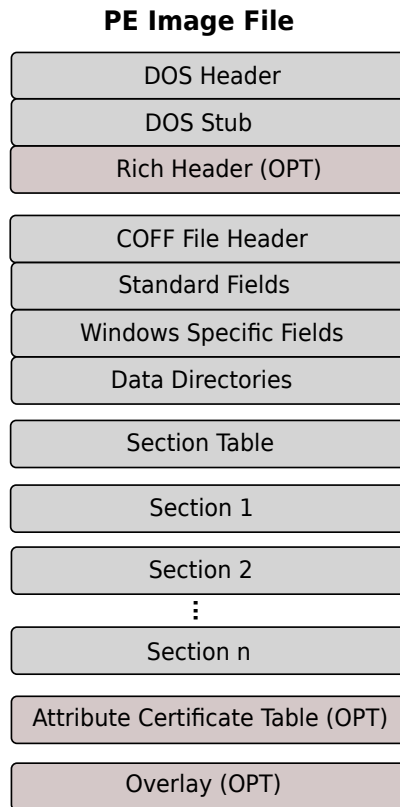 PE Image File
DOS Header
DOS Stub
Rich Header (OPT)
COFF File Header
Standard Fields
Windows Specific Fields
Data Directories
Section Table
Section 1
Section 2
...
Section n
Attribute Certificate Table (OPT)
Overlay (OPT)